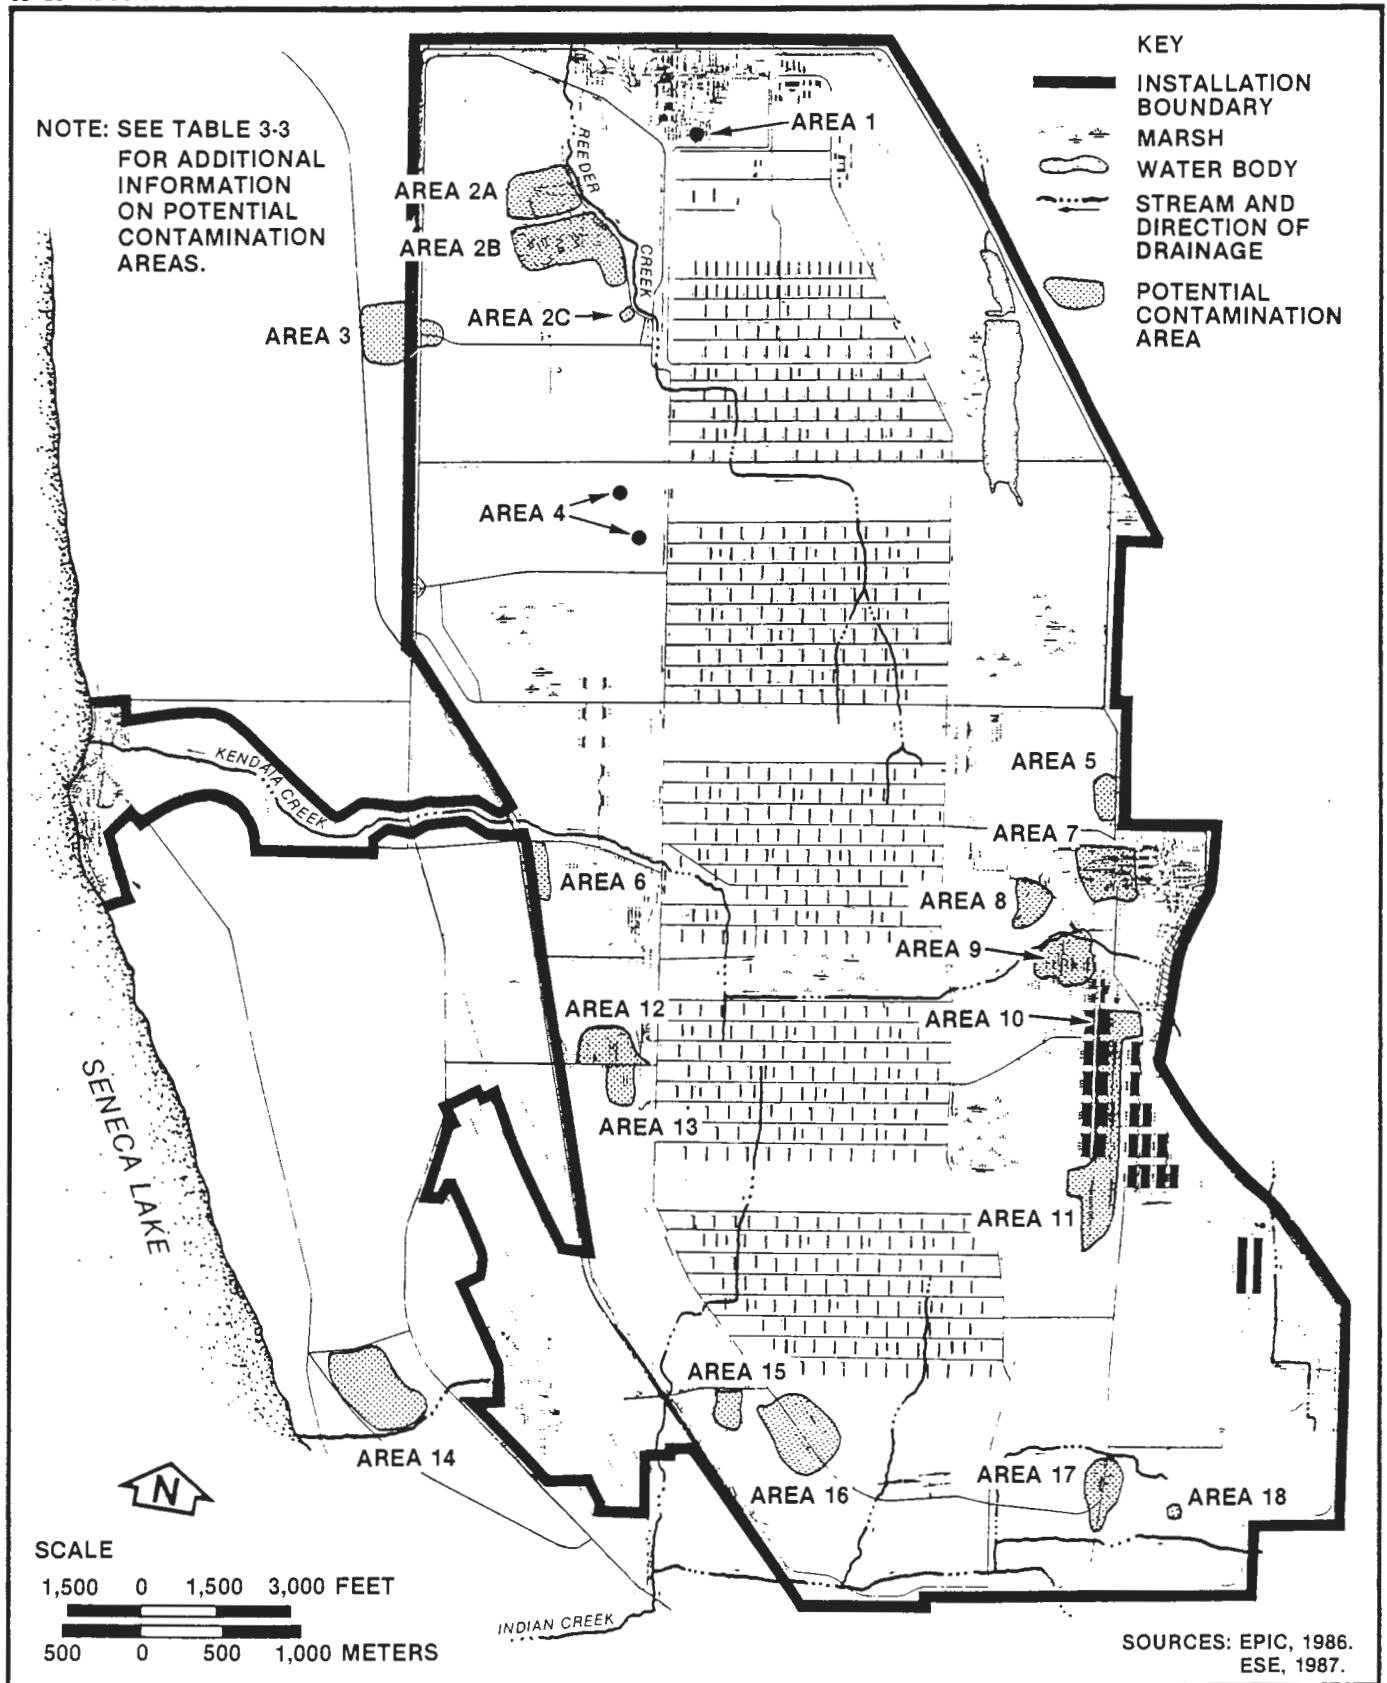 KEY
INSTALLATION
BOUNDARY
MARSH
WATER BODY
STREAM AND
DIRECTION OF
DRAINAGE
POTENTIAL
CONTAMINATION
AREA
NOTE: SEE TABLE 3-3
FOR ADDITIONAL
INFORMATION
ON POTENTIAL
CONTAMINATION
AREAS.
AREA 1
REEDER
CREEK
AREA 2A
AREA 2B
AREA 2C
AREA 3
AREA 4
AREA 5
KENDAIA CREEK
AREA 7
AREA 6
AREA 8
AREA 9
AREA 12
AREA 10
SENECA LAKE
AREA 13
AREA 11
AREA 15
AREA 14
AREA 16
AREA 17
AREA 18
N
SCALE
1,500 0 1,500 3,000 FEET
500 0 500 1,000 METERS
INDIAN CREEK
SOURCES: EPIC, 1986.
ESE, 1987.